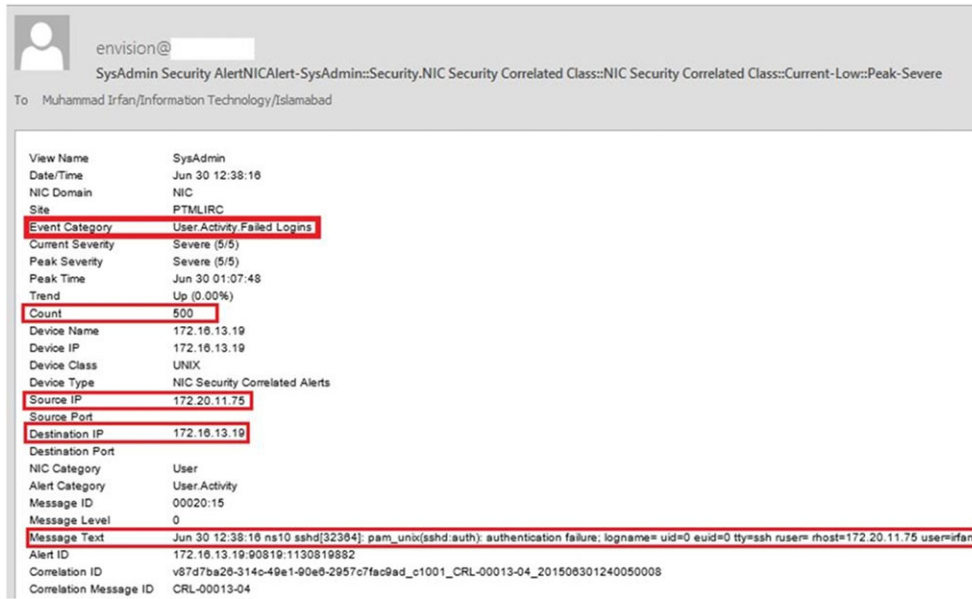 envision@
SysAdmin Security AlertNICAlert-SysAdmin::Security.NIC Security Correlated Class::NIC Security Correlated Class::Current-Low::Peak-Severe
To Muhammad Irfan/Information Technology/Islamabad
View Name SysAdmin
Date/Time Jun 30 12:38:16
NIC Domain NIC
Site PTMLIRC
Event Category User.Activity.Failed Logins
Current Severity Severe (5/5)
Peak Severity Severe (5/5)
Peak Time Jun 30 01:07:48
Trend Up (0.00%)
Count 500
Device Name 172.16.13.19
Device IP 172.16.13.19
Device Class UNIX
Device Type NIC Security Correlated Alerts
Source IP 172.20.11.75
Source Port
Destination IP 172.16.13.19
Destination Port
NIC Category User
Alert Category User.Activity
Message ID 00020:15
Message Level 0
Message Text Jun 30 12:38:16 ns10 sshd[32364]: pam_unix(sshd:auth): authentication failure; logname= uid=0 euid=0 tty=ssh ruser= rhost=172.20.11.75 user=irfan
Alert ID 172.16.13.19:90819:1130819882
Correlation ID v87d7ba26-314c-49e1-90e6-2957c7fac9ad_c1001_CRL-00013-04_201506301240050008
Correlation Message ID CRL-00013-04